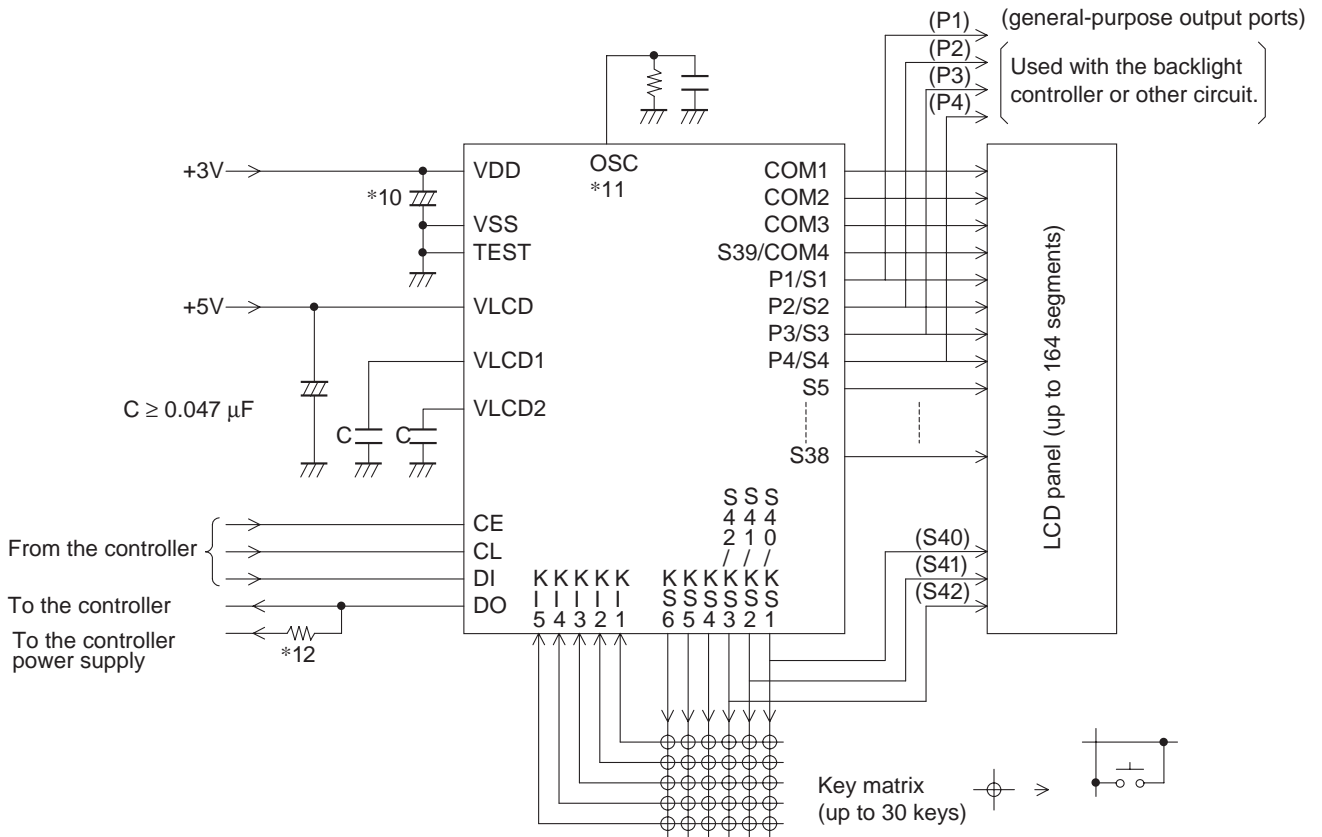 (P1)
(general-purpose output ports)
(P2)
(P3)
(P4)
Used with the backlight
controller or other circuit.
+3V
VDD
*10
VSS
TEST
OSC
*11
+5V
VLCD
VLCD1
VLCD2
C ≥ 0.047 μF
C
C
COM1
COM2
COM3
S39/COM4
P1/S1
P2/S2
P3/S3
P4/S4
S5
S38
LCD panel (up to 164 segments)
From the controller
CE
CL
DI
DO
To the controller
To the controller
power supply
*12
KI5
KI4
KI3
KI2
KI1
KS6
KS5
KS4
S42/KS3
S41/KS2
S40/KS1
(S40)
(S41)
(S42)
Key matrix
(up to 30 keys)